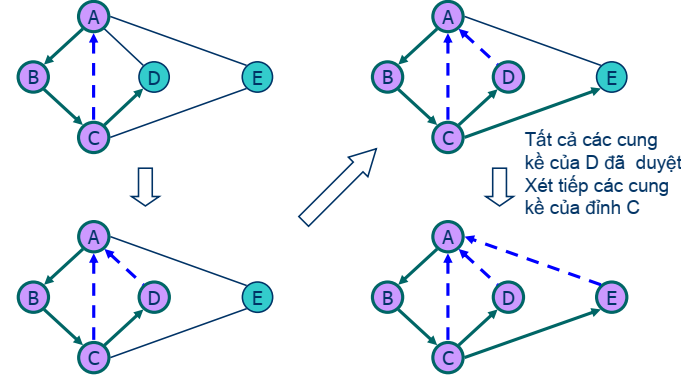 A
B
D
E
C
A
B
D
E
C
Tất cả các cung
kề của D đã duyệt
Xét tiếp các cung
kề của đỉnh C
A
B
D
E
C
A
B
D
E
C